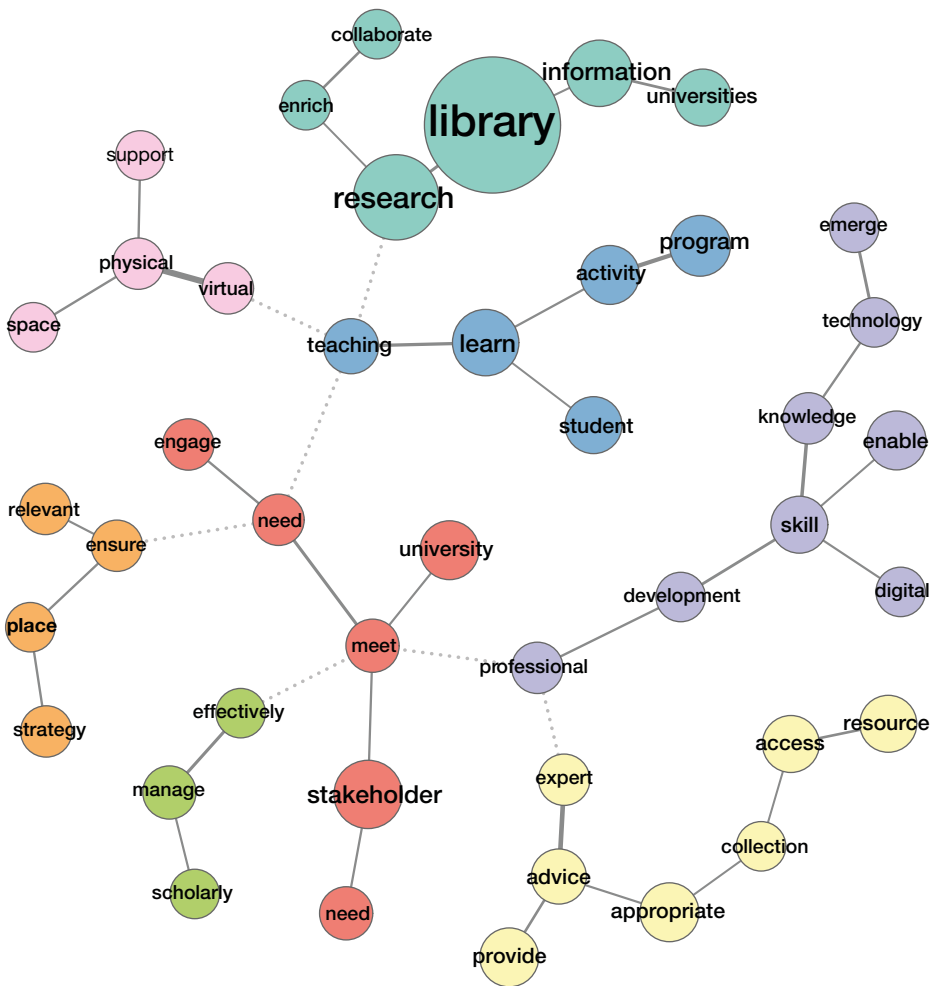 collaborate
information
universities
enrich
library
support
research
emerge
program
physical
activity
virtual
technology
space
teaching
learn
knowledge
student
engage
enable
relevant
need
skill
ensure
university
development
digital
place
meet
professional
effectively
strategy
resource
access
expert
manage
stakeholder
collection
advice
scholarly
need
appropriate
provide